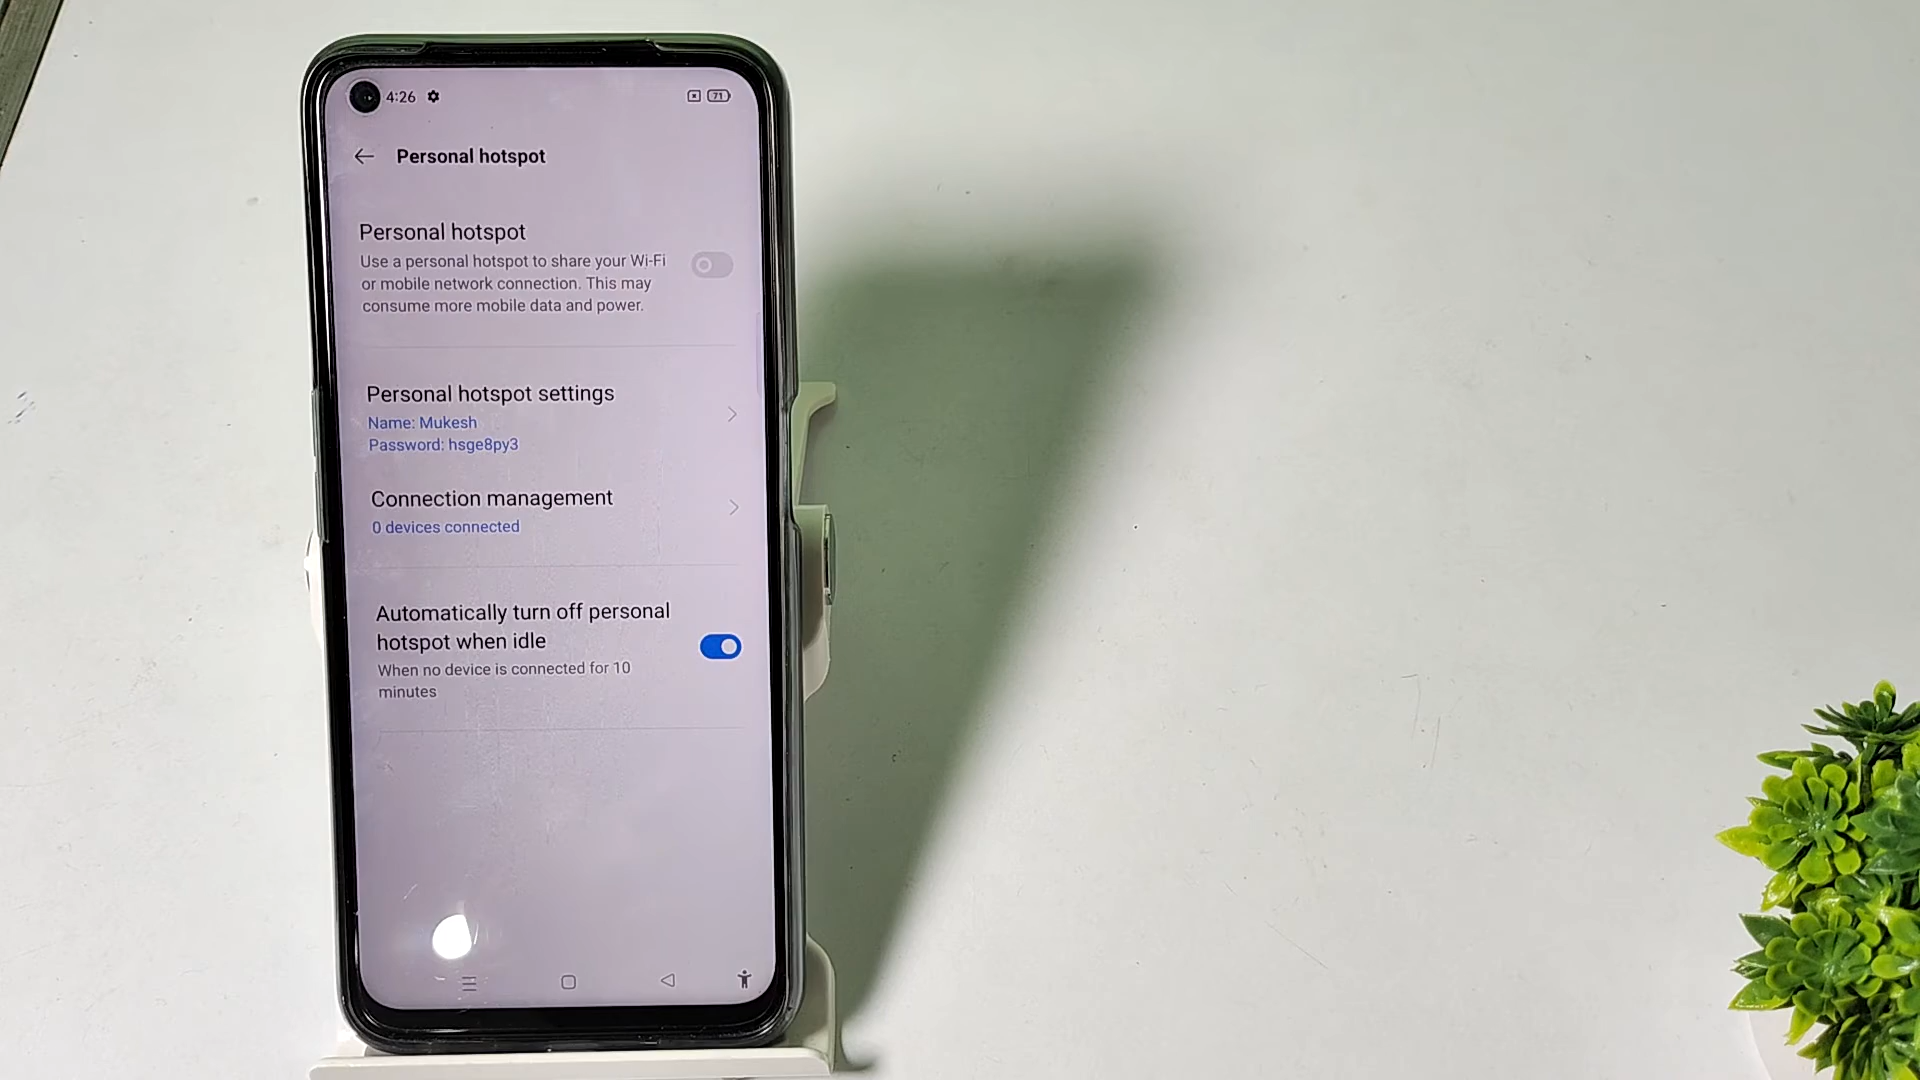 4:26
71
Personal hotspot
Personal hotspot
Use a personal hotspot to share your Wi-Fi
or mobile network connection. This may
consume more mobile data and power.
Personal hotspot settings
Name: Mukesh
Password: hsge8py3
Connection management
0 devices connected
Automatically turn off personal
hotspot when idle
When no device is connected for 10
minutes